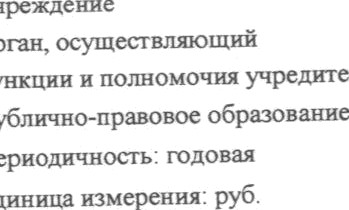 чреждение
рган, осуществляющий
ункции и полномочия учредите
ублично-правовое образование
ериодичность: годовая
диница измерения: руб.